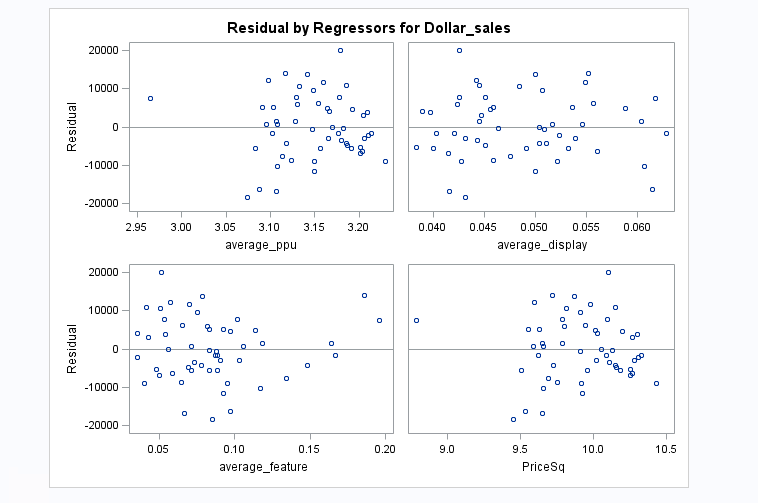 Residual by Regressors for Dollar_sales
20000
10000
0
-10000
-20000
Residual
2.95 3.00 3.05 3.10 3.15 3.20
average_ppu
0.040 0.045 0.050 0.055 0.060
average_display
20000
10000
0
-10000
-20000
Residual
0.05 0.10 0.15 0.20
average_feature
9.0 9.5 10.0 10.5
PriceSq